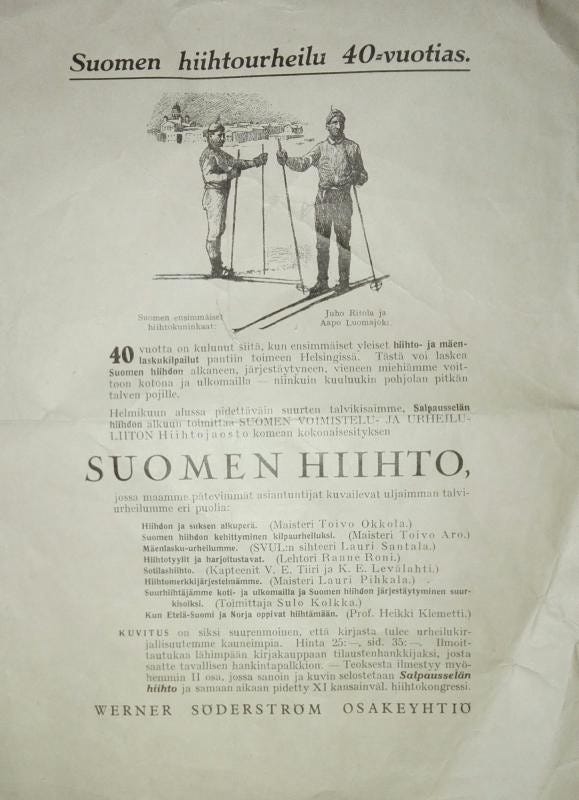 Suomen hiihtourheilu 40-vuotias.
Suomen ensimmäiset
hiihtokuninkaat:
Juho Ritola ja
Aapo Luomajoki.
40 vuotta on kulunut siitä, kun ensimmäiset yleiset hiihto- ja mäen-
laskukilpailut pantiin toimeen Helsingissä. Tästä voi laskea
Suomen hiihdon alkaneen, järjestäytyneen, vieneen miehiämme voit-
toon kotona ja ulkomailla — niinkuin kuuluukin pohjolan pitkän
talven pojille.
Helmikuun alussa pidettäväin suurten talvikisaimme, Salpausselän
hiihdon alkuun toimittaa SUOMEN VOIMISTELU- JA URHEILU-
LIITON Hiihtojaosto komean kokonaisesityksen
SUOMEN HIIHTO,
jossa maamme pätevimmät asiantuntijat kuvailevat uljaimman talvi-
urheilumme eri puolia:
Hiihdon ja suksen alkuperä. (Maisteri Toivo Okkola.)
Suomen hiihdon kehittyminen kilpaurheiluksi. (Maisteri Toivo Aro.)
Mäenlasku-urheilumme. (SVUL:n sihteeri Lauri Santala.)
Hiihtotyylit ja harjoitustavat. (Lehtori Ranne Roni.)
Sotilashiihto. (Kapteenit V. E. Tiiri ja K. E. Levälahti.)
Hiihtomerkkijärjestelmämme. (Maisteri Lauri Pihkala.)
Suurhiihtäjämme koti- ja ulkomailla ja Suomen hiihdon järjestäytyminen suur-
kisoiksi. (Toimittaja Sulo Kolkka.)
Kun Etelä-Suomi ja Norja oppivat hiihtämään. (Prof. Heikki Klemetti.)
KUVITUS on siksi suurenmoinen, että kirjasta tulee urheilukir-
jallisuutemme kauneimpia. Hinta 25:—, sid. 35:—. Ilmoit-
tautukaa lähimpään kirjakauppaan tilaustenhankkijaksi, josta
saatte tavallisen hankintapalkkion. — Teoksesta ilmestyy myö-
hemmin II osa, jossa sanoin ja kuvin selostetaan Salpausselän
hiihto ja samaan aikaan pidetty XI kansainväl. hiihtokongressi.
WERNER SÖDERSTRÖM OSAKEYHTIÖ